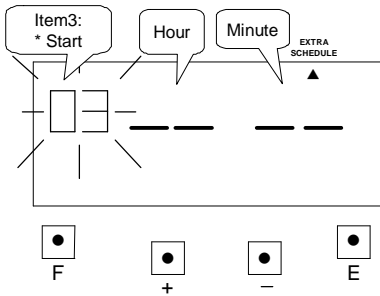 Item3:
* Start
Hour
Minute
EXTRA
SCHEDULE
03
-- --
F
+
−
E